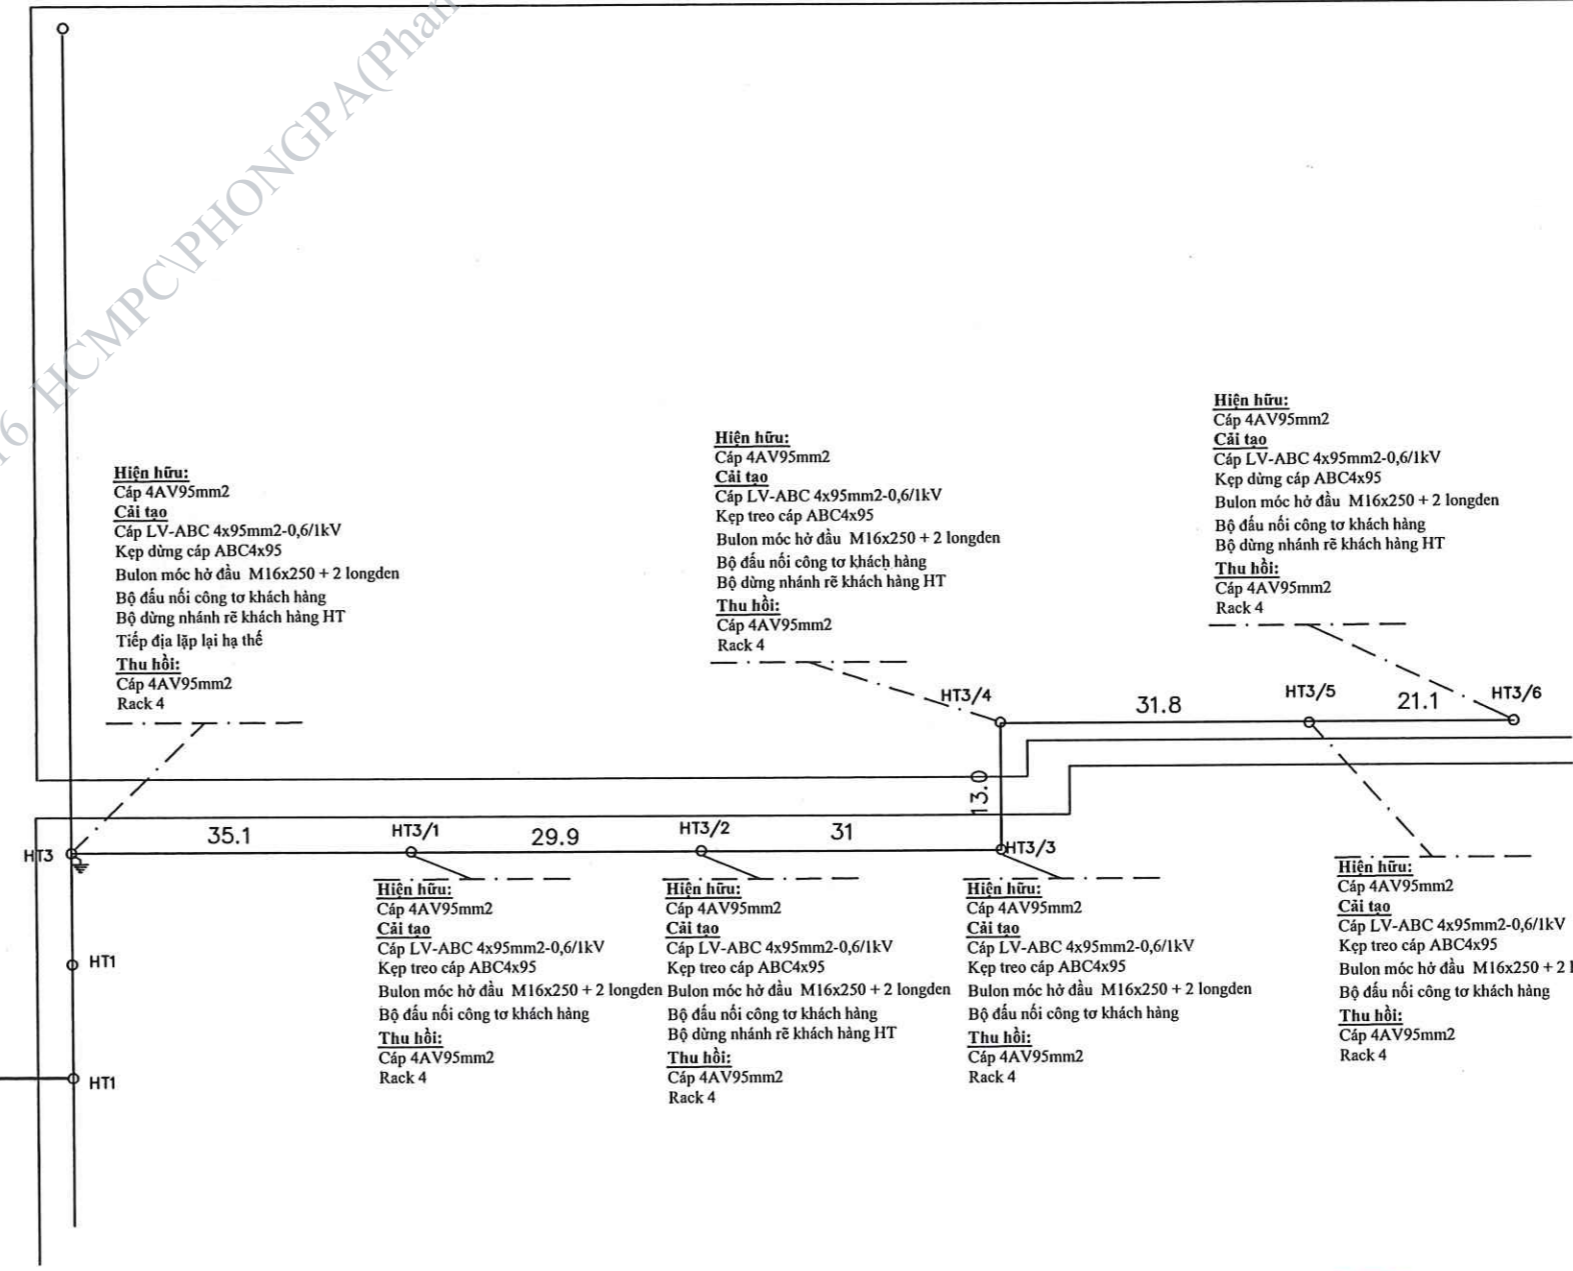 16 HCMPC\PHONGPA(Phan
Hiện hữu:
Cáp 4AV95mm2
Cải tạo
Cáp LV-ABC 4x95mm2-0,6/1kV
Kẹp dừng cáp ABC4x95
Bulon móc hở đầu M16x250 + 2 longden
Bộ đấu nối công tơ khách hàng
Bộ dừng nhánh rẽ khách hàng HT
Tiếp địa lặp lại hạ thế
Thu hồi:
Cáp 4AV95mm2
Rack 4
Hiện hữu:
Cáp 4AV95mm2
Cải tạo
Cáp LV-ABC 4x95mm2-0,6/1kV
Kẹp treo cáp ABC4x95
Bulon móc hở đầu M16x250 + 2 longden
Bộ đấu nối công tơ khách hàng
Bộ dừng nhánh rẽ khách hàng HT
Thu hồi:
Cáp 4AV95mm2
Rack 4
Hiện hữu:
Cáp 4AV95mm2
Cải tạo
Cáp LV-ABC 4x95mm2-0,6/1kV
Kẹp dừng cáp ABC4x95
Bulon móc hở đầu M16x250 + 2 longden
Bộ đấu nối công tơ khách hàng
Bộ dừng nhánh rẽ khách hàng HT
Thu hồi:
Cáp 4AV95mm2
Rack 4
HT3/4
31.8
HT3/5
21.1
HT3/6
13.0
HT3
35.1
HT3/1
29.9
HT3/2
31
HT3/3
Hiện hữu:
Cáp 4AV95mm2
Cải tạo
Cáp LV-ABC 4x95mm2-0,6/1kV
Kẹp treo cáp ABC4x95
Bulon móc hở đầu M16x250 + 2 longden
Bộ đấu nối công tơ khách hàng
Thu hồi:
Cáp 4AV95mm2
Rack 4
Hiện hữu:
Cáp 4AV95mm2
Cải tạo
Cáp LV-ABC 4x95mm2-0,6/1kV
Kẹp treo cáp ABC4x95
Bulon móc hở đầu M16x250 + 2 longden
Bộ đấu nối công tơ khách hàng
Bộ dừng nhánh rẽ khách hàng HT
Thu hồi:
Cáp 4AV95mm2
Rack 4
Hiện hữu:
Cáp 4AV95mm2
Cải tạo
Cáp LV-ABC 4x95mm2-0,6/1kV
Kẹp treo cáp ABC4x95
Bulon móc hở đầu M16x250 + 2 longden
Bộ đấu nối công tơ khách hàng
Thu hồi:
Cáp 4AV95mm2
Rack 4
Hiện hữu:
Cáp 4AV95mm2
Cải tạo
Cáp LV-ABC 4x95mm2-0,6/1kV
Kẹp treo cáp ABC4x95
Bulon móc hở đầu M16x250 + 2
Bộ đấu nối công tơ khách hàng
Thu hồi:
Cáp 4AV95mm2
Rack 4
HT1
HT1